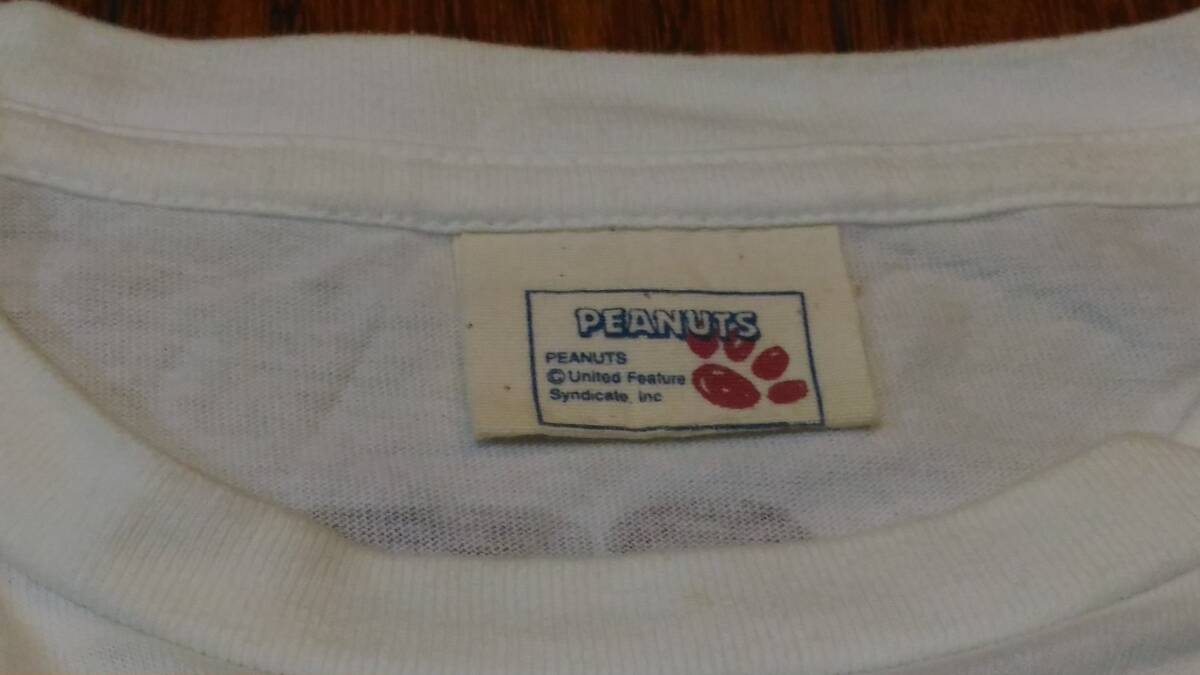 PEANUTS
PEANUTS
© United Feature
Syndicate, Inc